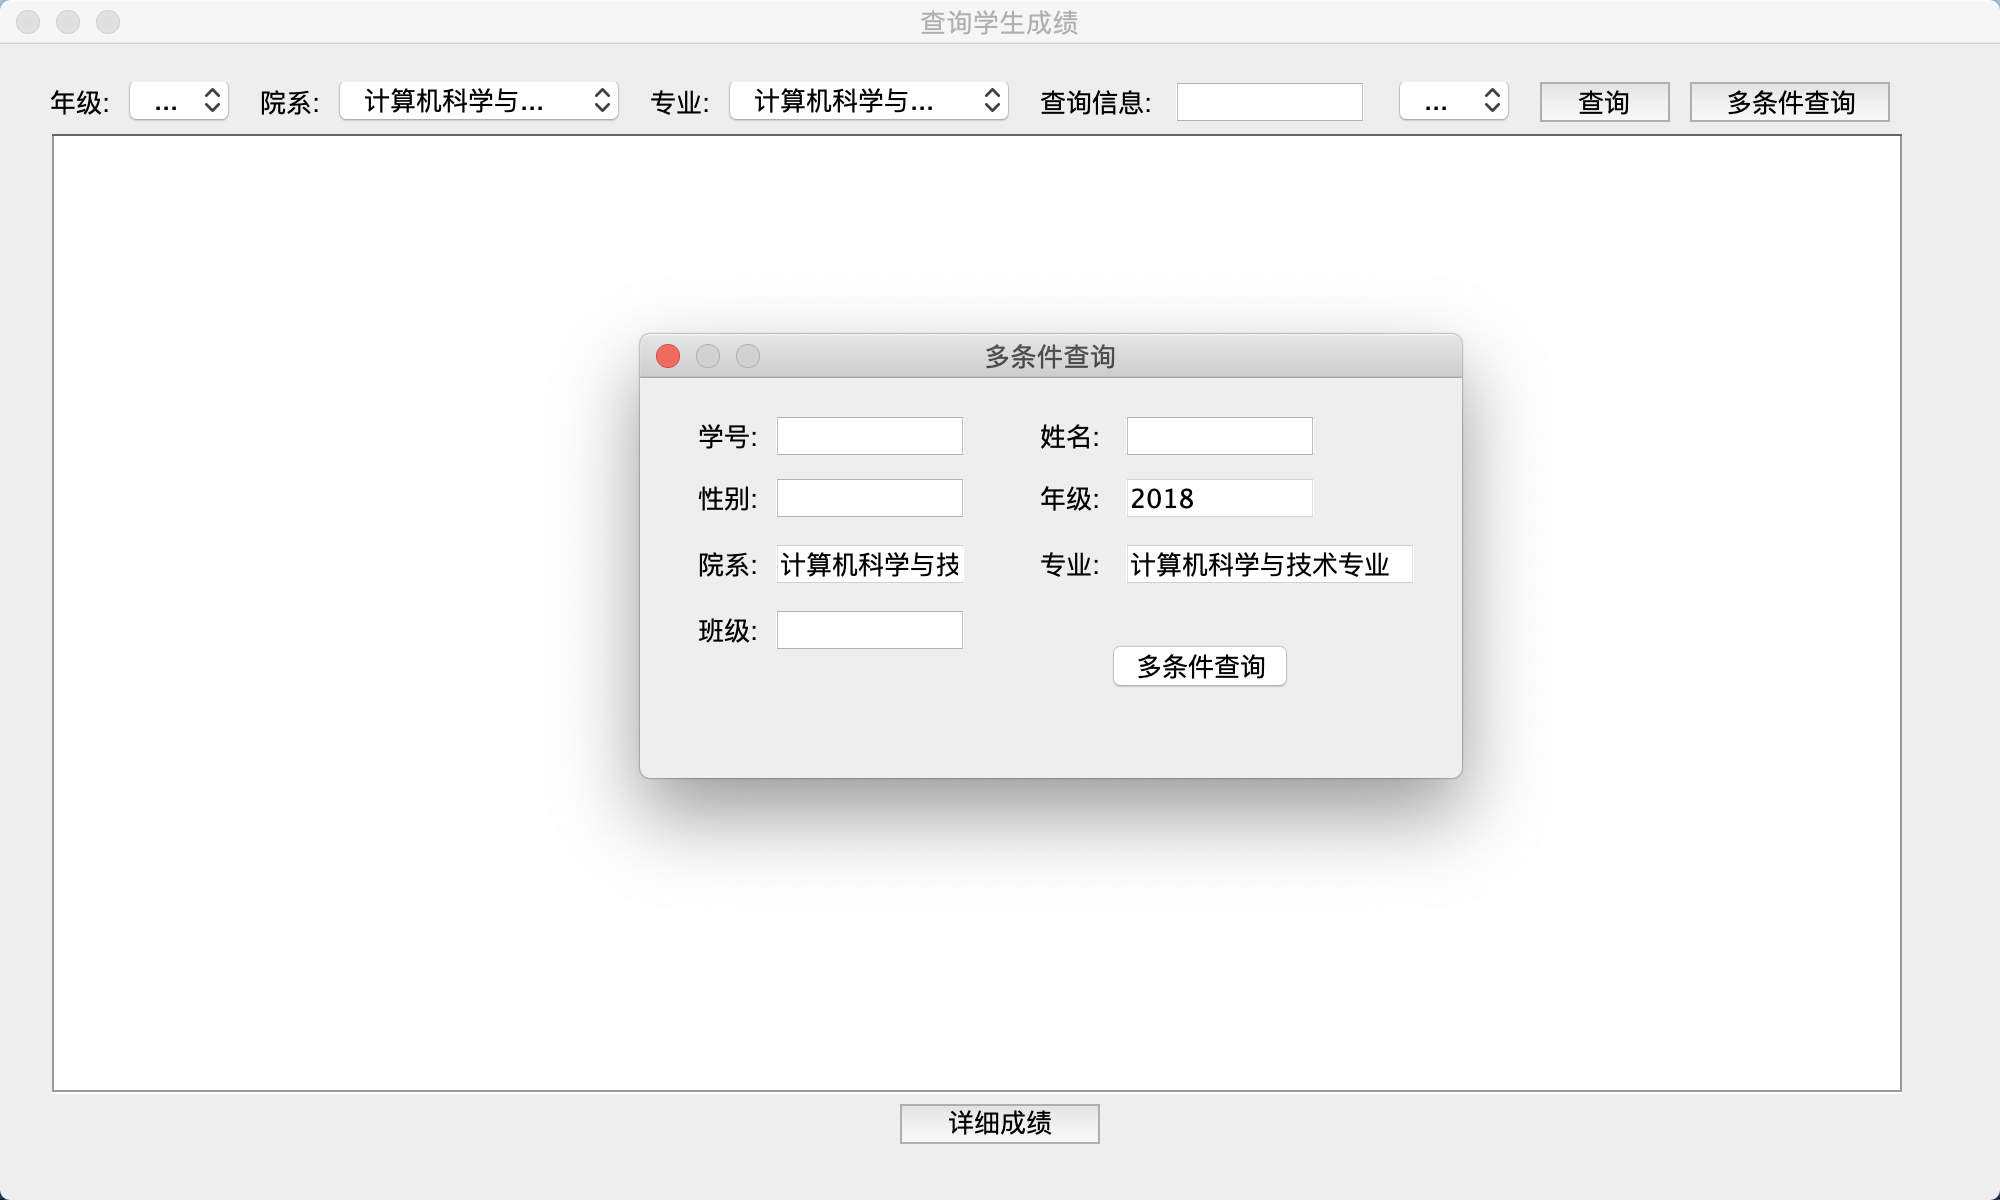 查询学生成绩
年级: ... 院系: 计算机科学与... 专业: 计算机科学与... 查询信息: ... 查询 多条件查询
多条件查询
学号: 姓名:
性别: 年级: 2018
院系: 计算机科学与技 专业: 计算机科学与技术专业
班级:
多条件查询
详细成绩